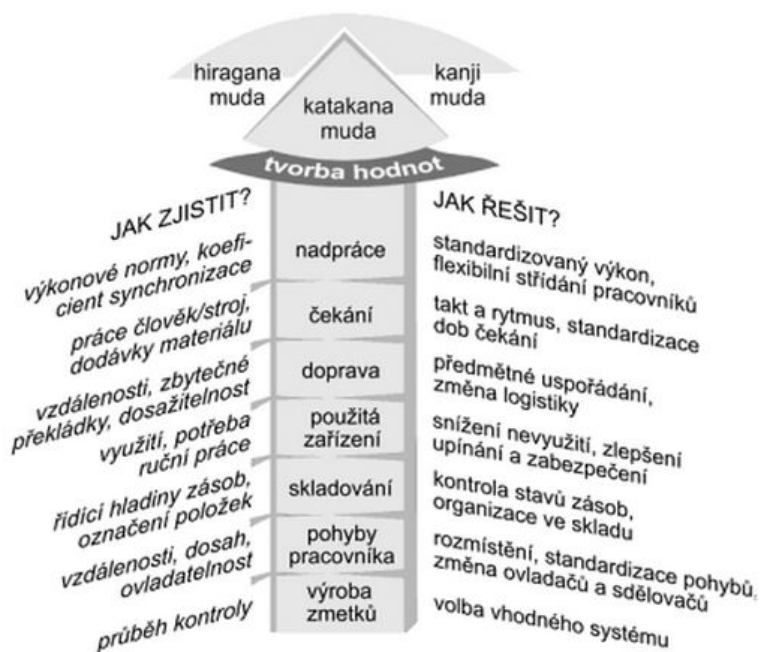 hiragana
muda
kanji
muda
katakana
muda
tvorba hodnot
JAK ZJISTIT?
JAK ŘEŠIT?
výkonové normy, koefi-
cient synchronizace
nadpráce
standardizovaný výkon,
flexibilní střídání pracovníků
práce člověk/stroj,
dodávky materiálu
čekání
takt a rytmus, standardizace
dob čekání
vzdálenosti, zbytečné
překládky, dosažitelnost
doprava
předmětné uspořádání,
změna logistiky
využití, potřeba
ruční práce
použitá
zařízení
snížení nevyužití, zlepšení
upínání a zabezpečení
řídící hladiny zásob,
označení položek
skladování
kontrola stavů zásob,
organizace ve skladu
vzdálenosti, dosah,
ovladatelnost
pohyby
pracovníka
rozmístění, standardizace pohybů,
změna ovladačů a sdělovačů
průběh kontroly
výroba
zmetků
volba vhodného systému